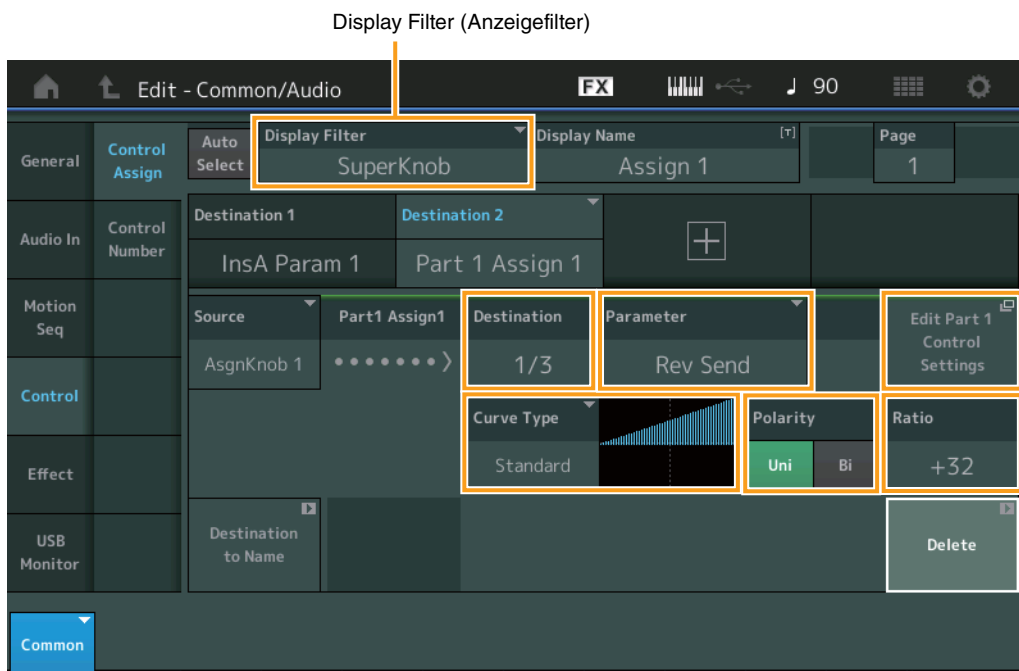 Display Filter (Anzeigefilter)
Edit - Common/Audio
FX
90
General
Control
Assign
Auto
Select
Display Filter
SuperKnob
Display Name
[T]
Assign 1
Page
1
Audio In
Control
Number
Destination 1
InsA Param 1
Destination 2
Part 1 Assign 1
Motion
Seq
Source
AsgnKnob 1
Part1 Assign1
Destination
1/3
Parameter
Rev Send
Edit Part 1
Control
Settings
Control
Curve Type
Standard
Polarity
Uni
Bi
Ratio
+32
Effect
USB
Monitor
Destination
to Name
Delete
Common